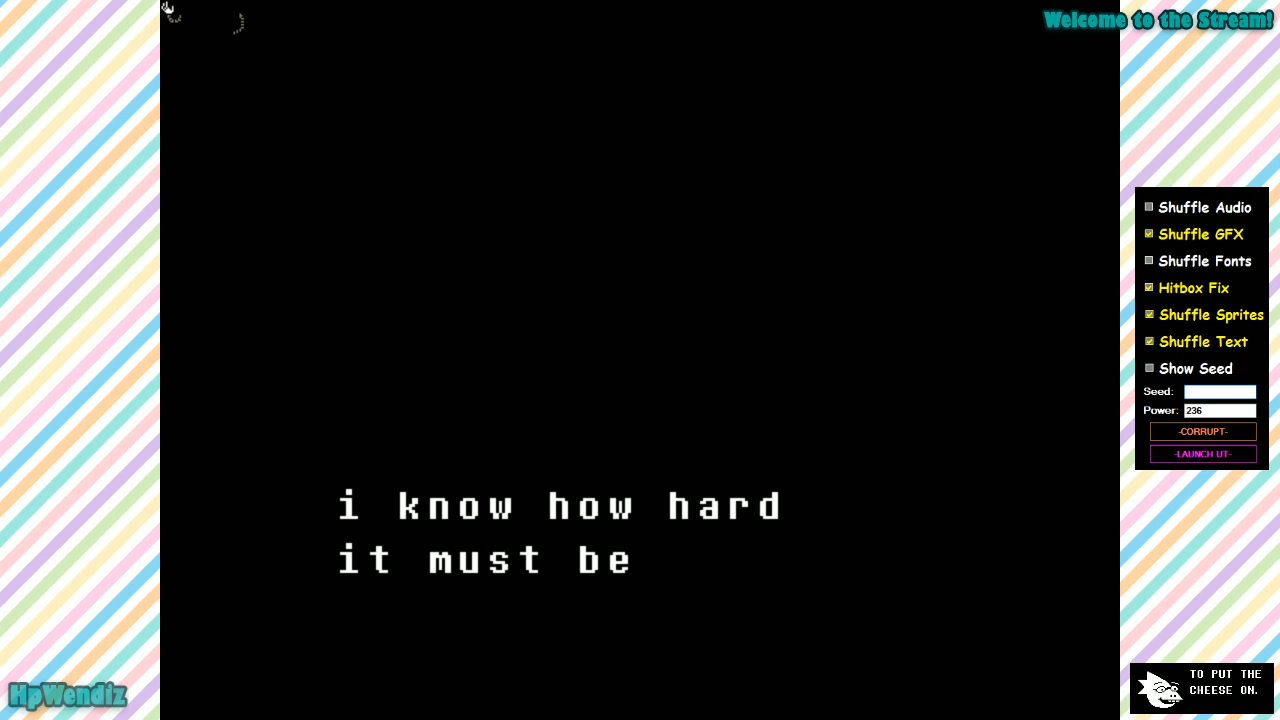 Welcome to the Stream!
i know how hard
it must be
Shuffle Audio
Shuffle GFX
Shuffle Fonts
Hitbox Fix
Shuffle Sprites
Shuffle Text
Show Seed
Seed:
Power: 236
-CORRUPT-
-LAUNCH UT-
HpWendiz
TO PUT THE
CHEESE ON.